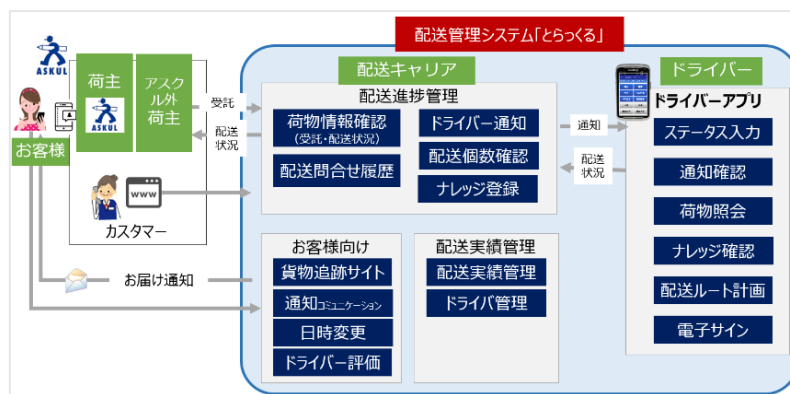 配送管理システム「とらっくる」
ASKUL
荷主
ASKUL
アスク
ル外
荷主
お客様
WWW
カスタマー
受託
配送
状況
お届け通知
配送キャリア
配送進捗管理
荷物情報確認
(受託・配送状況)
配送問合せ履歴
ドライバー通知
配送個数確認
ナレッジ登録
お客様向け
貨物追跡サイト
通知コミュニケーション
日時変更
ドライバー評価
配送実績管理
配送実績管理
ドライバ管理
通知
配送
状況
ドライバー
ドライバーアプリ
ステータス入力
通知確認
荷物照会
ナレッジ確認
配送ルート計画
電子サイン